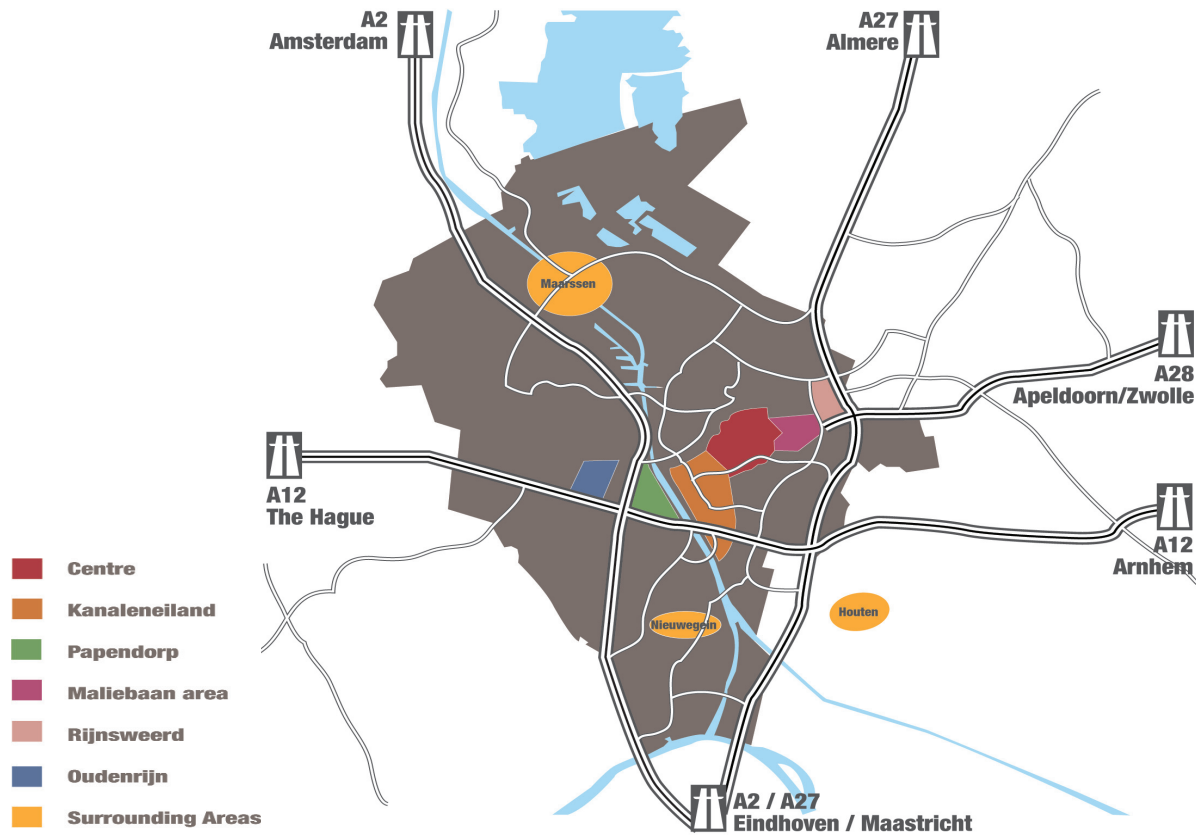 A2
Amsterdam
A27
Almere
Maarssen
A28
Apeldoorn/Zwolle
A12
The Hague
A12
Arnhem
Centre
Kanaleneiland
Papendorp
Maliebaan area
Rijnsweerd
Oudenrijn
Surrounding Areas
Houten
Nieuwegein
A2 / A27
Eindhoven / Maastricht